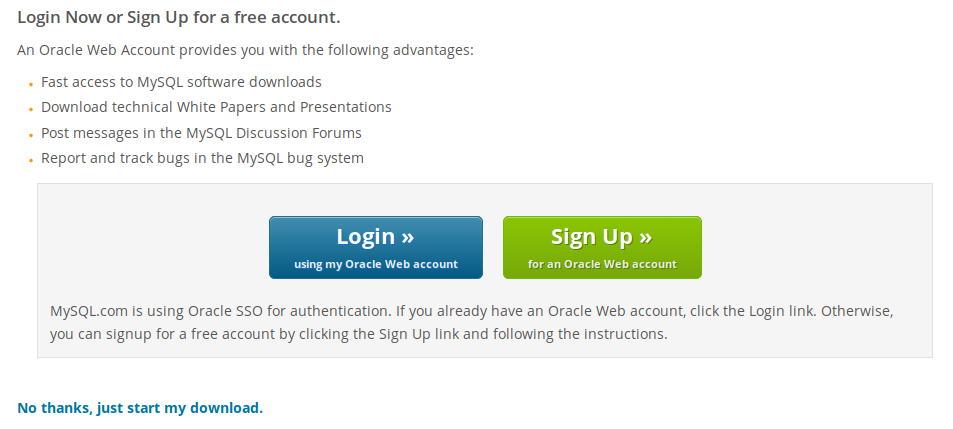 Login Now or Sign Up for a free account.
An Oracle Web Account provides you with the following advantages:
Fast access to MySQL software downloads
Download technical White Papers and Presentations
Post messages in the MySQL Discussion Forums
Report and track bugs in the MySQL bug system
Login »
using my Oracle Web account
Sign Up »
for an Oracle Web account
MySQL.com is using Oracle SSO for authentication. If you already have an Oracle Web account, click the Login link. Otherwise,
you can signup for a free account by clicking the Sign Up link and following the instructions.
No thanks, just start my download.